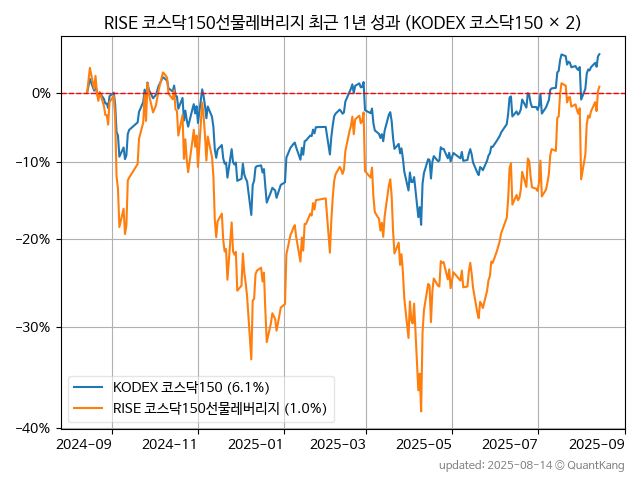 RISE 코스닥150선물레버리지 최근 1년 성과 (KODEX 코스닥150 × 2)
0%
−10%
−20%
−30%
−40%
KODEX 코스닥150 (6.1%)
RISE 코스닥150선물레버리지 (1.0%)
2024-09 2024-11 2025-01 2025-03 2025-05 2025-07 2025-09
updated: 2025-08-14 © QuantKang